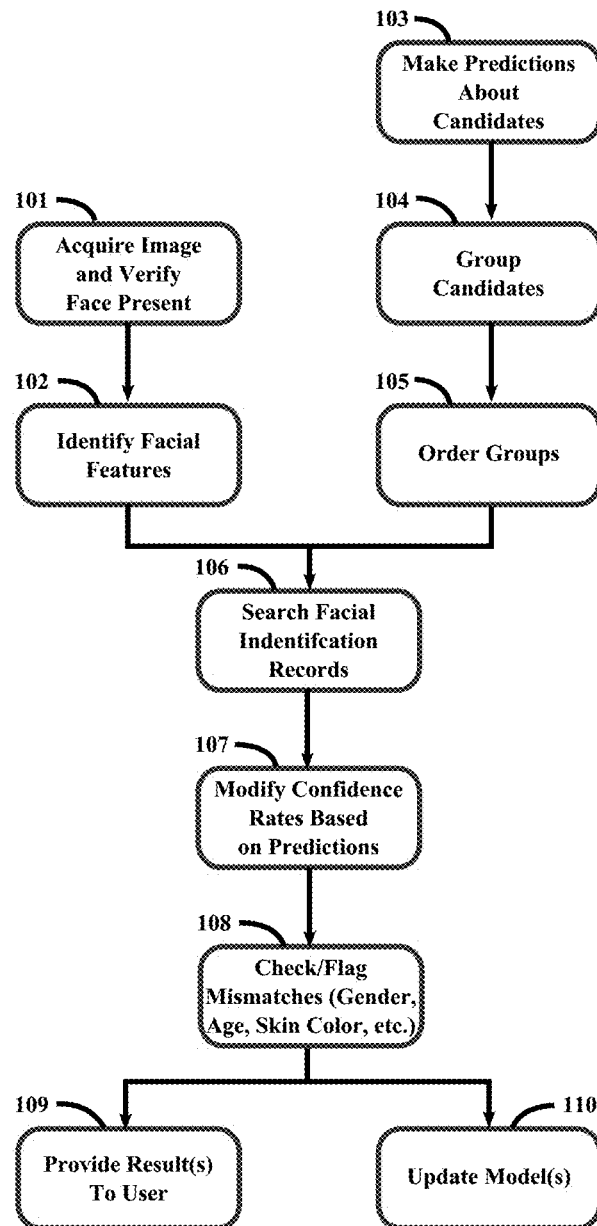 103
Make Predictions
About
Candidates
101
Acquire Image
and Verify
Face Present
104
Group
Candidates
102
Identify Facial
Features
105
Order Groups
106
Search Facial
Indentifcation
Records
107
Modify Confidence
Rates Based
on Predictions
108
Check/Flag
Mismatches (Gender,
Age, Skin Color, etc.)
109
Provide Result(s)
To User
110
Update Model(s)